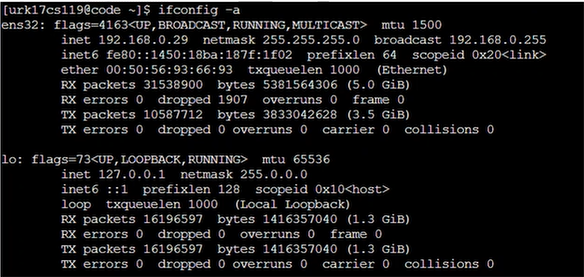 [urk17cs119@code ~]$ ifconfig -a
ens32: flags=4163<UP,BROADCAST,RUNNING,MULTICAST>  mtu 1500
        inet 192.168.0.29  netmask 255.255.255.0  broadcast 192.168.0.255
        inet6 fe80::1450:18ba:187f:1f02  prefixlen 64  scopeid 0x20<link>
        ether 00:50:56:93:66:93  txqueuelen 1000  (Ethernet)
        RX packets 31538900  bytes 5381564306 (5.0 GiB)
        RX errors 0  dropped 1907  overruns 0  frame 0
        TX packets 10587712  bytes 3833042628 (3.5 GiB)
        TX errors 0  dropped 0 overruns 0  carrier 0  collisions 0

lo: flags=73<UP,LOOPBACK,RUNNING>  mtu 65536
        inet 127.0.0.1  netmask 255.0.0.0
        inet6 ::1  prefixlen 128  scopeid 0x10<host>
        loop  txqueuelen 1000  (Local Loopback)
        RX packets 16196597  bytes 1416357040 (1.3 GiB)
        RX errors 0  dropped 0  overruns 0  frame 0
        TX packets 16196597  bytes 1416357040 (1.3 GiB)
        TX errors 0  dropped 0 overruns 0  carrier 0  collisions 0